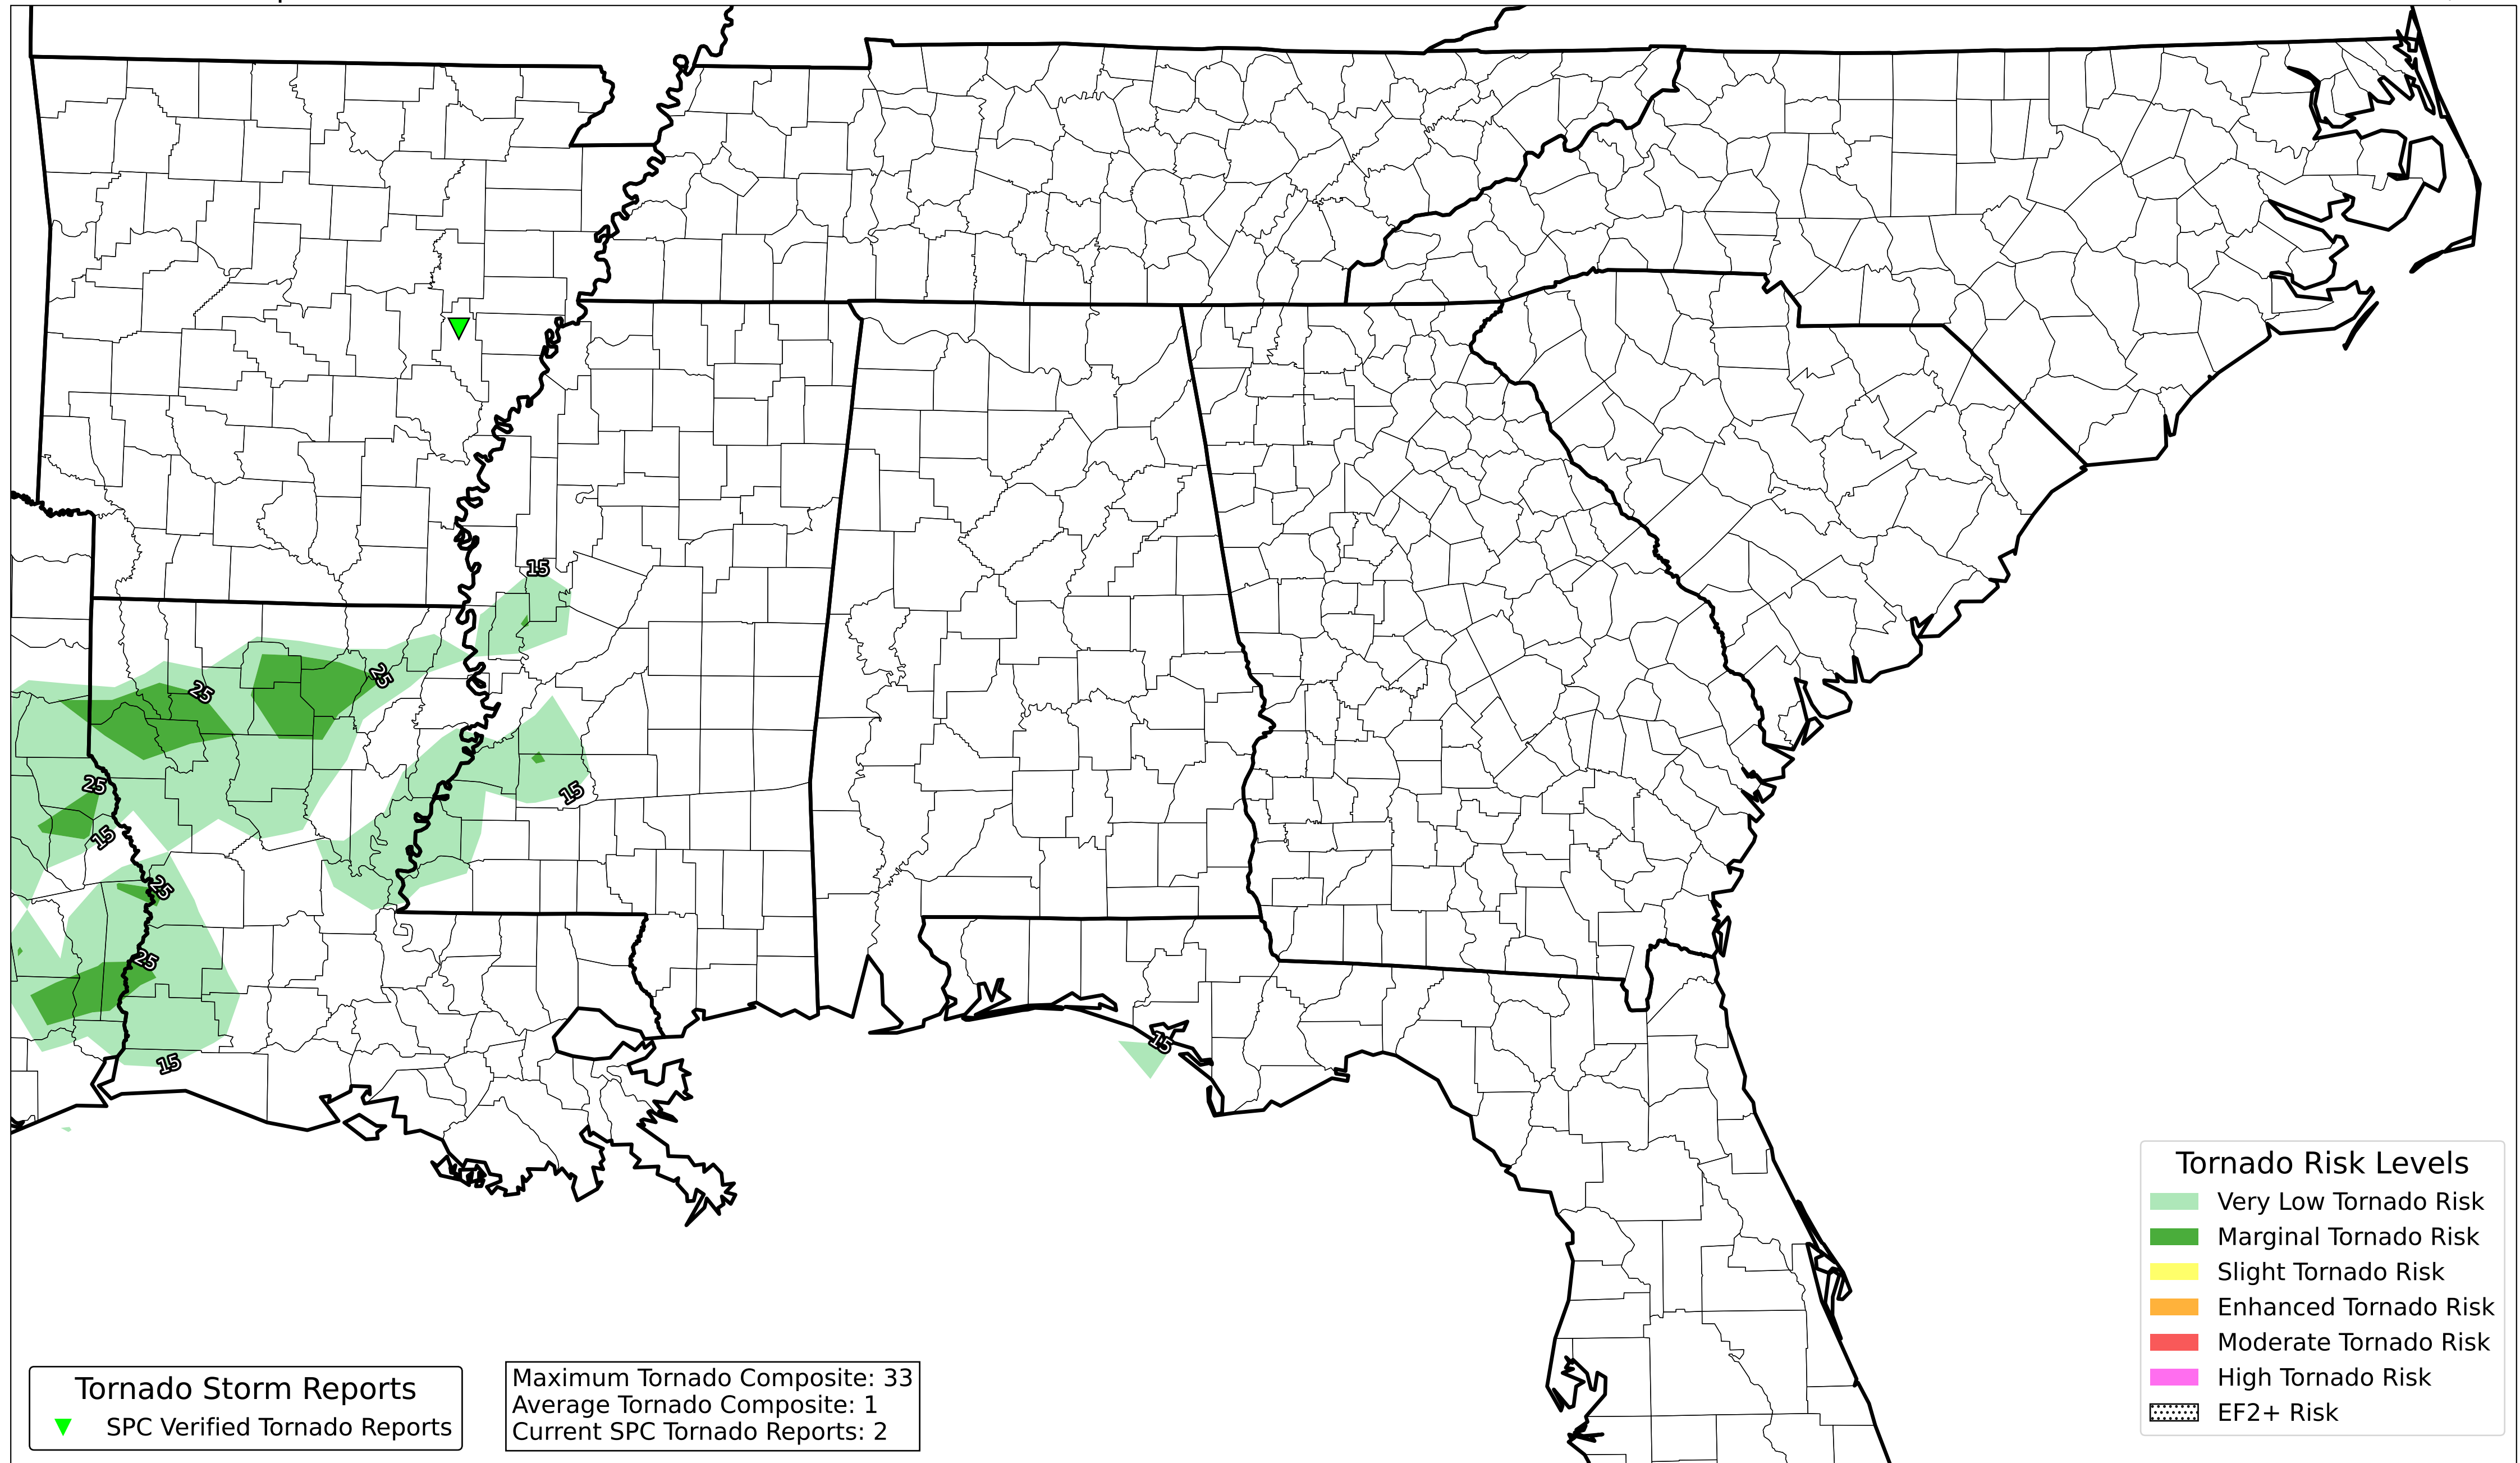 15
25
25
25
15
15
25
25
15
15
Tornado Risk Levels
Very Low Tornado Risk
Marginal Tornado Risk
Slight Tornado Risk
Enhanced Tornado Risk
Moderate Tornado Risk
High Tornado Risk
EF2+ Risk
Tornado Storm Reports
SPC Verified Tornado Reports
Maximum Tornado Composite: 33
Average Tornado Composite: 1
Current SPC Tornado Reports: 2